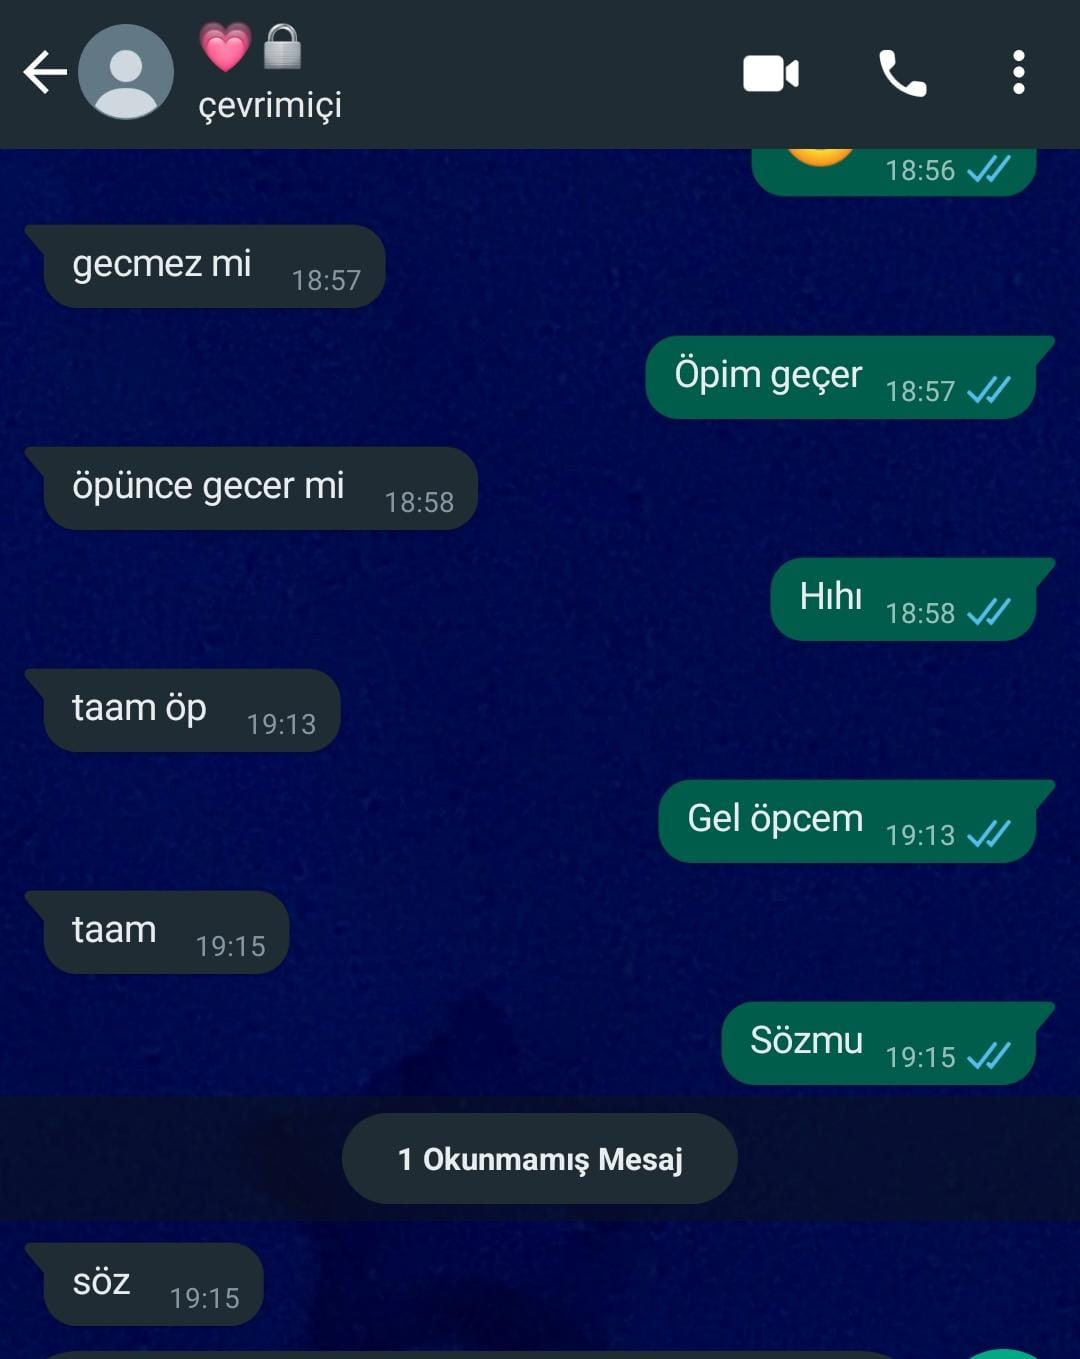 💗🔒
çevrimiçi
18:56
gecmez mi 18:57
Öpim geçer 18:57
öpünce gecer mi 18:58
Hıhı 18:58
taam öp 19:13
Gel öpcem 19:13
taam 19:15
Sözmu 19:15
1 Okunmamış Mesaj
söz 19:15